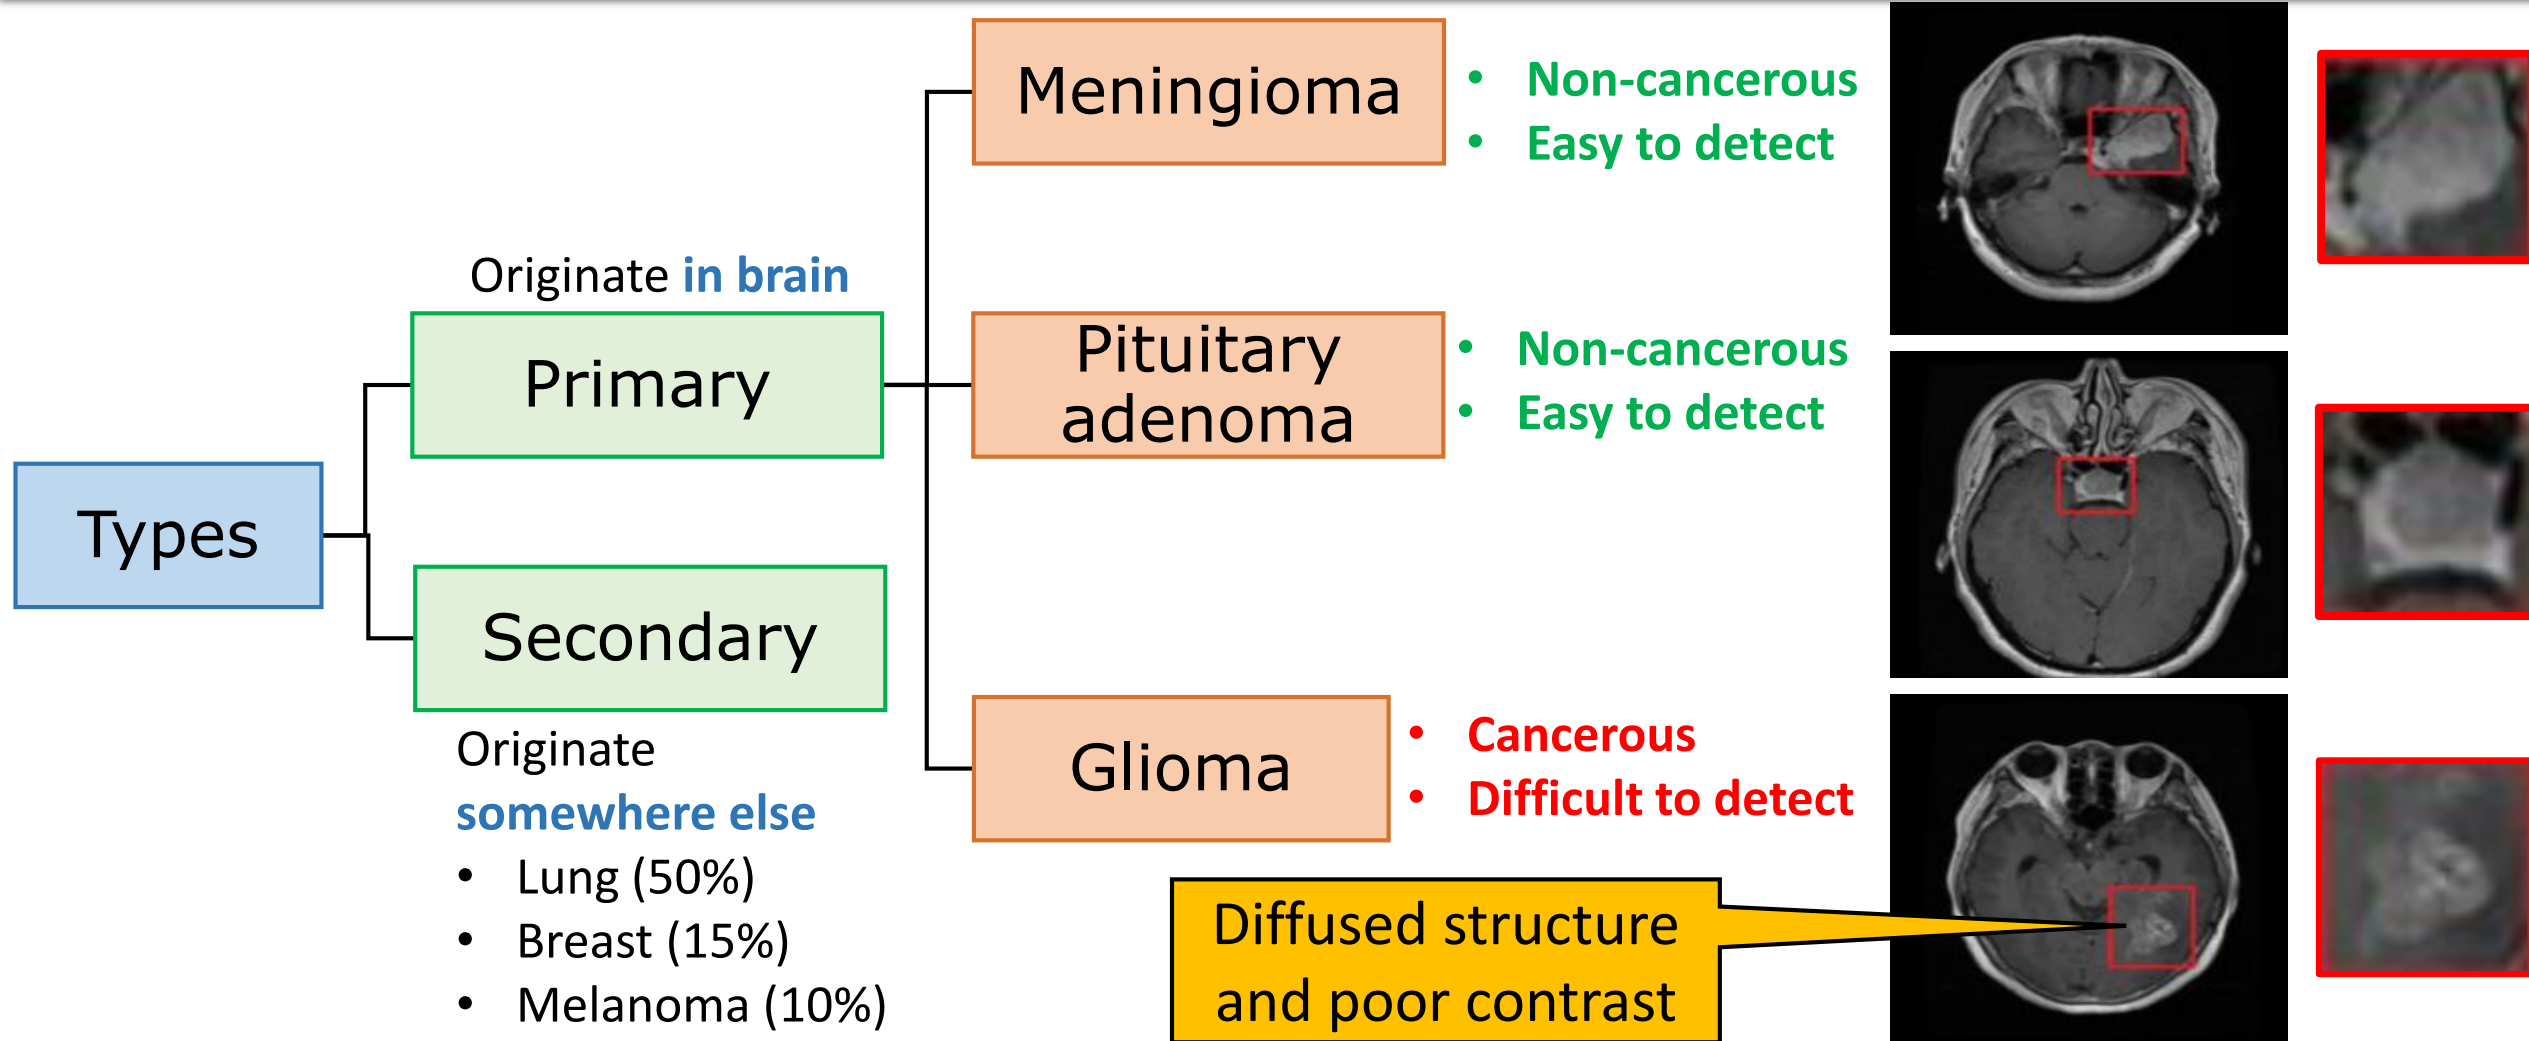 Types
Originate in brain
Primary
Secondary
Originate
somewhere else
• Lung (50%)
• Breast (15%)
• Melanoma (10%)
Meningioma
• Non-cancerous
• Easy to detect
Pituitary
adenoma
• Non-cancerous
• Easy to detect
Glioma
• Cancerous
• Difficult to detect
Diffused structure
and poor contrast